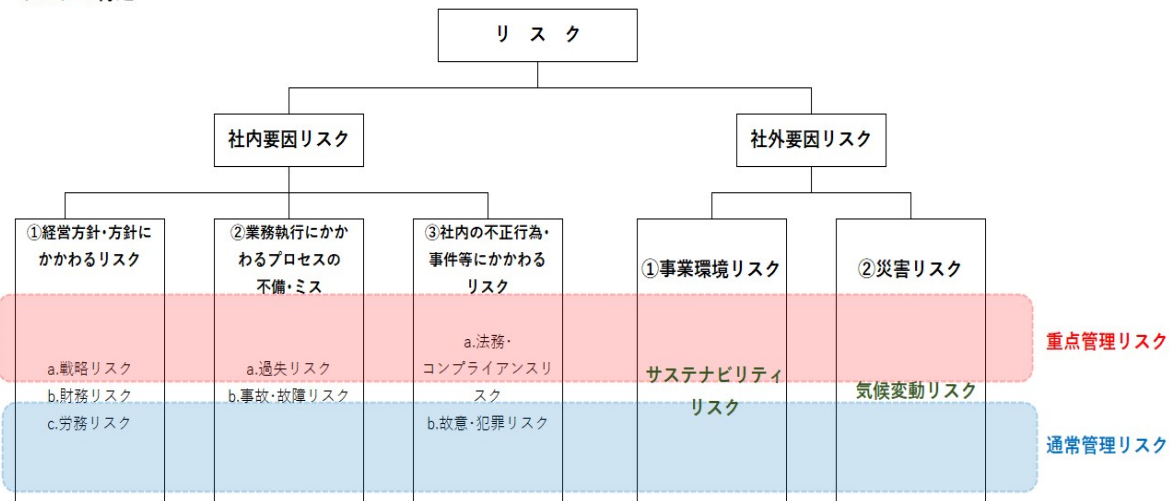 リ ス ク
社内要因リスク
社外要因リスク
①経営方針・方針に
かかわるリスク
②業務執行にかか
わるプロセスの
不備・ミス
③社内の不正行為・
事件等にかかわる
リスク
①事業環境リスク
②災害リスク
重点管理リスク
a.戦略リスク
b.財務リスク
c.労務リスク
a.過失リスク
b.事故・故障リスク
a.法務・
コンプライアンスリ
スク
b.故意・犯罪リスク
サステナビリティ
リスク
気候変動リスク
通常管理リスク